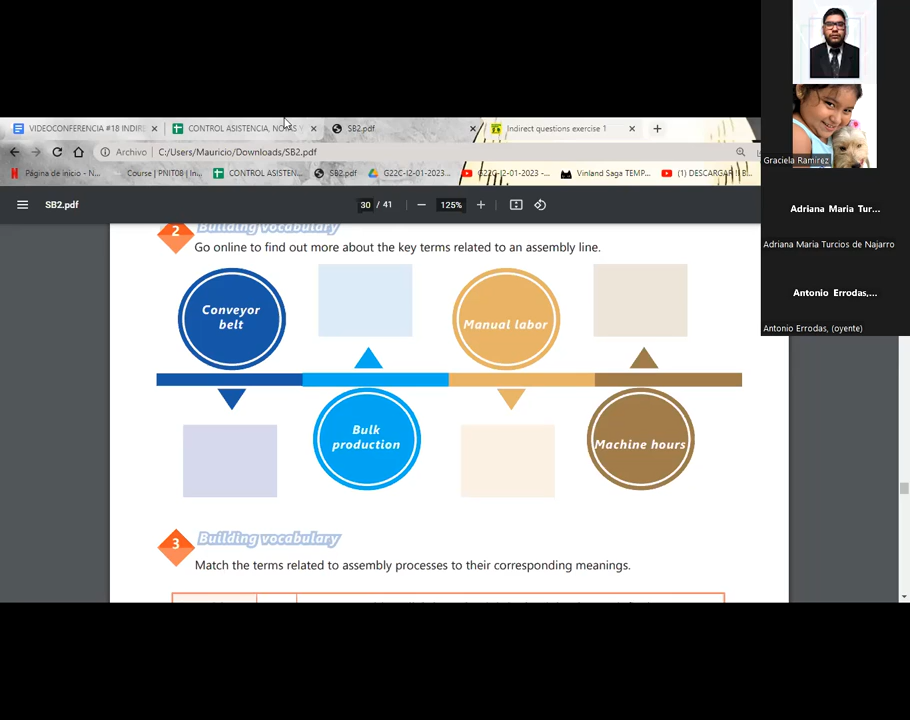 VIDEOCONFERENCIA #18 INDIR
CONTROL ASISTENCIA, NOTAS
SB2.pdf
Indirect questions exercise 1
Archivo
C:/Users/Mauricio/Downloads/SB2.pdf
Página de inicio - N...
Course | PNIT08 | In...
CONTROL ASISTEN...
SB2.pdf
G22C-I2-01-2023...
G22C-I2-01-2023 -...
Vinland Saga TEMP...
SB2.pdf
30 / 41
125%
2
Building vocabulary
Go online to find out more about the key terms related to an assembly line.
Conveyor
belt
Manual labor
Bulk
production
Machine hours
3
Building vocabulary
Match the terms related to assembly processes to their corresponding meanings.
Graciela Ramirez
Adriana Maria Tur...
Adriana Maria Turcios de Najarro
Antonio Errodas,...
Antonio Errodas, (oyente)